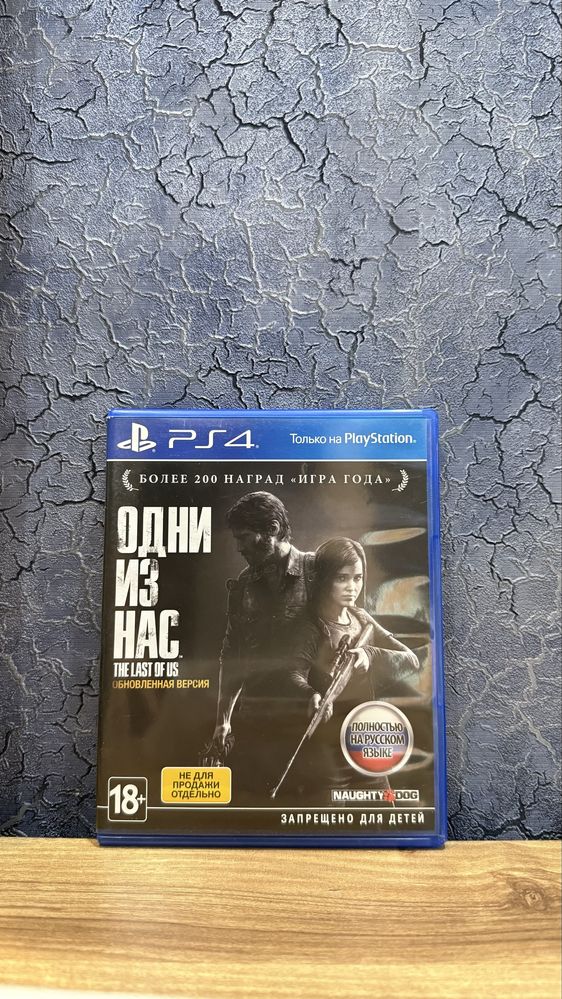 PS4
Только на PlayStation
БОЛЕЕ 200 НАГРАД «ИГРА ГОДА»
ОДНИ
ИЗ
НАС
THE LAST OF US
ОБНОВЛЕННАЯ ВЕРСИЯ
ПОЛНОСТЬЮ
НА РУССКОМ
ЯЗЫКЕ
НЕ ДЛЯ
ПРОДАЖИ
ОТДЕЛЬНО
18+
NAUGHTY DOG
ЗАПРЕЩЕНО ДЛЯ ДЕТЕЙ